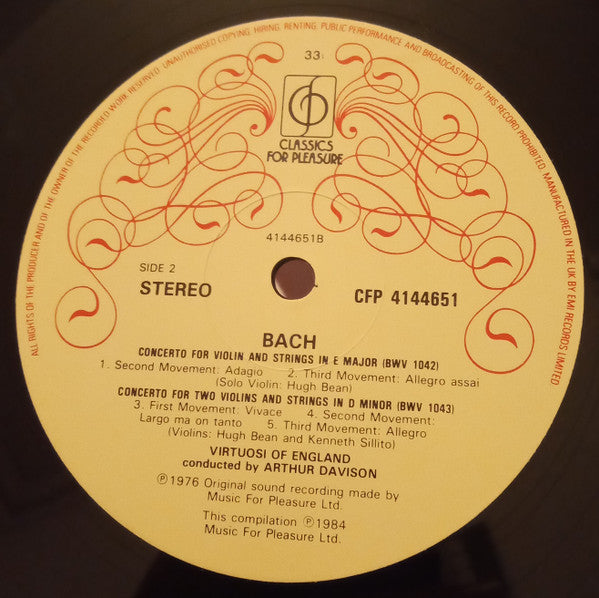 ALL RIGHTS OF THE PRODUCER AND OF THE OWNER OF THE RECORDED WORK RESERVED. UNAUTHORISED COPYING, HIRING, RENTING, PUBLIC PERFORMANCE AND BROADCASTING OF THIS RECORD PROHIBITED. MANUFACTURED IN THE UK BY EMI RECORDS LIMITED
33
CLASSICS
FOR PLEASURE
4144651B
SIDE 2
STEREO
CFP 4144651
BACH
CONCERTO FOR VIOLIN AND STRINGS IN E MAJOR (BWV 1042)
1. Second Movement: Adagio 2. Third Movement: Allegro assai
(Solo Violin: Hugh Bean)
CONCERTO FOR TWO VIOLINS AND STRINGS IN D MINOR (BWV 1043)
3. First Movement: Vivace 4. Second Movement:
Largo ma on tanto 5. Third Movement: Allegro
(Violins: Hugh Bean and Kenneth Sillito)
VIRTUOSI OF ENGLAND
conducted by ARTHUR DAVISON
℗ 1976 Original sound recording made by
Music For Pleasure Ltd.
This compilation ℗ 1984
Music For Pleasure Ltd.